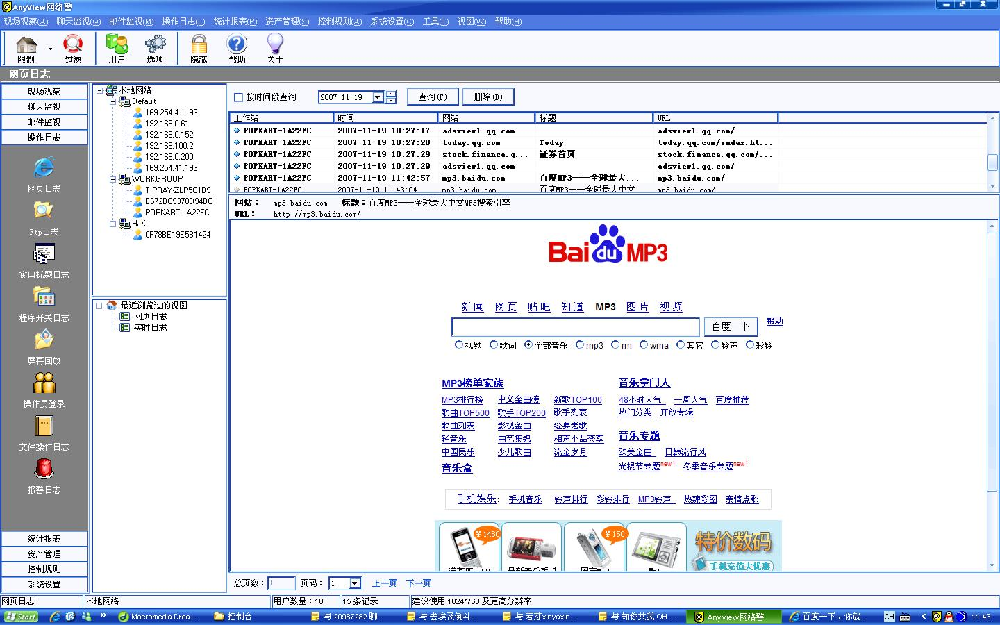 AnyView网络警
现场观察(A) 聊天监视(Q) 邮件监视(M) 操作日志(L) 统计报表(R) 资产管理(S) 控制规则(A) 系统设置(C) 工具(T) 视图(W) 帮助(H)
限制 过滤 用户 选项 隐藏 帮助 关于
网页日志
现场观察
聊天监视
邮件监视
操作日志
网页日志
Ftp日志
窗口标题日志
程序开关日志
屏幕回放
操作员登录
文件操作日志
报警日志
统计报表
资产管理
控制规则
系统设置
本地网络
Default
169.254.41.193
192.168.0.61
192.168.0.152
192.168.100.2
192.168.0.200
169.254.41.193
WORKGROUP
TIPRAY-ZLP5C1BS
E672BC9370D94BC
POPKART-1A22FC
HJKL
0F78BE19E5B1424
最近浏览过的视图
网页日志
实时日志
按时间段查询 2007-11-19 查询(F) 删除(D)
工作站 时间 网站 标题 URL
POPKART-1A22FC 2007-11-19 10:27:17 adsview1.qq.com adsview1.qq.com/
POPKART-1A22FC 2007-11-19 10:27:28 today.qq.com Today today.qq.com/index.ht...
POPKART-1A22FC 2007-11-19 10:27:29 stock.finance.q... 证券首页 stock.finance.qq.com/...
POPKART-1A22FC 2007-11-19 10:27:29 adsview1.qq.com adsview1.qq.com/
POPKART-1A22FC 2007-11-19 11:42:57 mp3.baidu.com 百度MP3——全球最大... mp3.baidu.com/
POPKART-1A22FC 2007-11-19 11:43:04 mp3.baidu.com 百度MP3——全球最大中文 mp3.baidu.com/
网站： mp3.baidu.com 标题：百度MP3——全球最大中文MP3搜索引擎
URL： http://mp3.baidu.com/
Bai du MP3
新闻 网页 贴吧 知道 MP3 图片 视频
百度一下 帮助
视频 歌词 全部音乐 mp3 rm wma 其它 铃声 彩铃
MP3榜单家族
MP3排行榜 中文金曲榜 新歌TOP100
歌曲TOP500 歌手TOP200 歌手列表
歌曲列表 影视金曲 经典老歌
轻音乐 曲艺集锦 相声小品荟萃
中国民乐 少儿歌曲 流金岁月
音乐盒
音乐掌门人
48小时人气 一周人气 百度推荐
热门分类 开放专辑
音乐专题
欧美金曲 日韩流行风
光棍节专题new! 冬季音乐专题new!
手机娱乐: 手机音乐 铃声排行 彩铃排行 MP3铃声 热辣彩图 亲情点歌
¥1480 ¥150 特价数码
手机充值大优惠
最新音乐手机
总页数： 1 页码： 1 上一页 下一页
网页日志 本地网络 用户数量：10 15 条记录 建议使用 1024*768 及更高分辨率
Start Macromedia Drea... 控制台 与 20987282 聊... 与 去埃及倒斗... 与 若芽xinyaxin ... 与 知你共我 OH ... AnyView网络警 百度一下，你就... CH 11:43